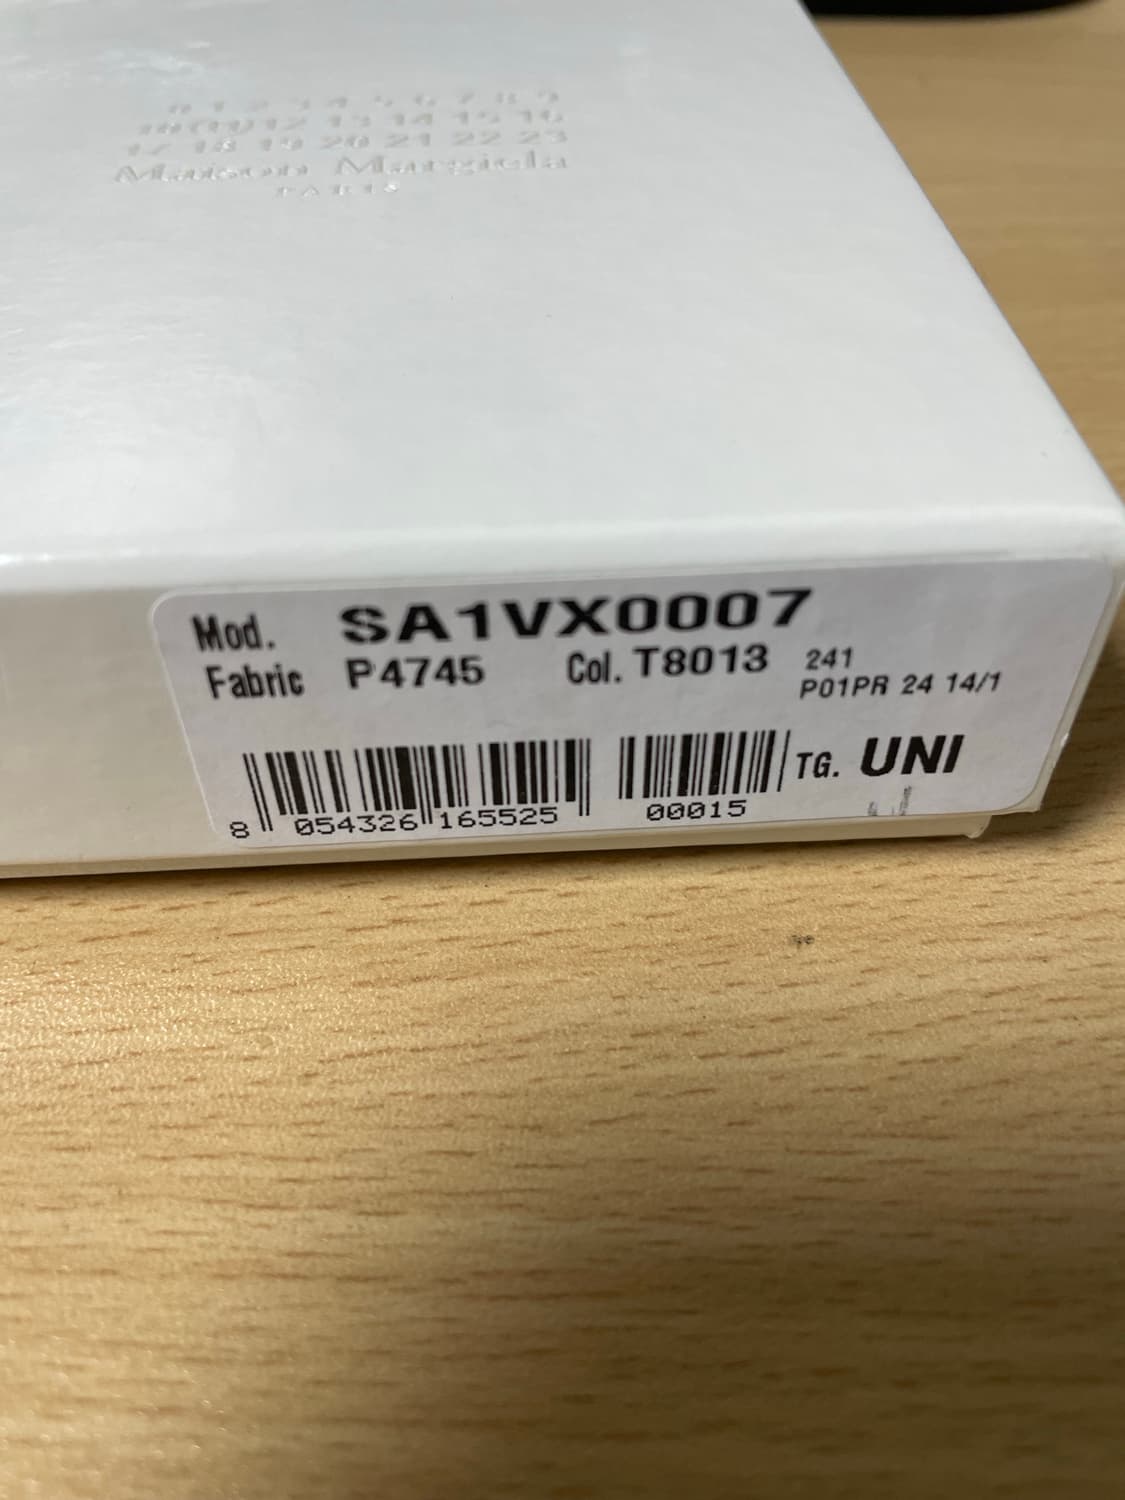 0 1 2 3 4 5 6 7 8 9
10 (11) 12 13 14 15 16
17 18 19 20 21 22 23
Maison Margiela
PARIS
Mod. SA1VX0007
Fabric P4745 Col. T8013 241
P01PR 24 14/1
TG. UNI
8 054326 165525 00015